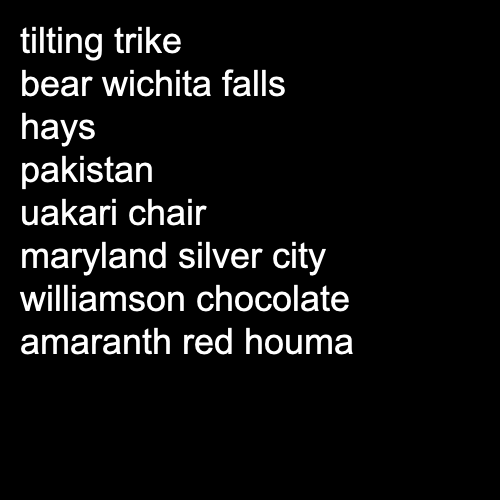 tilting trike
bear wichita falls
hays
pakistan
uakari chair
maryland silver city
williamson chocolate
amaranth red houma